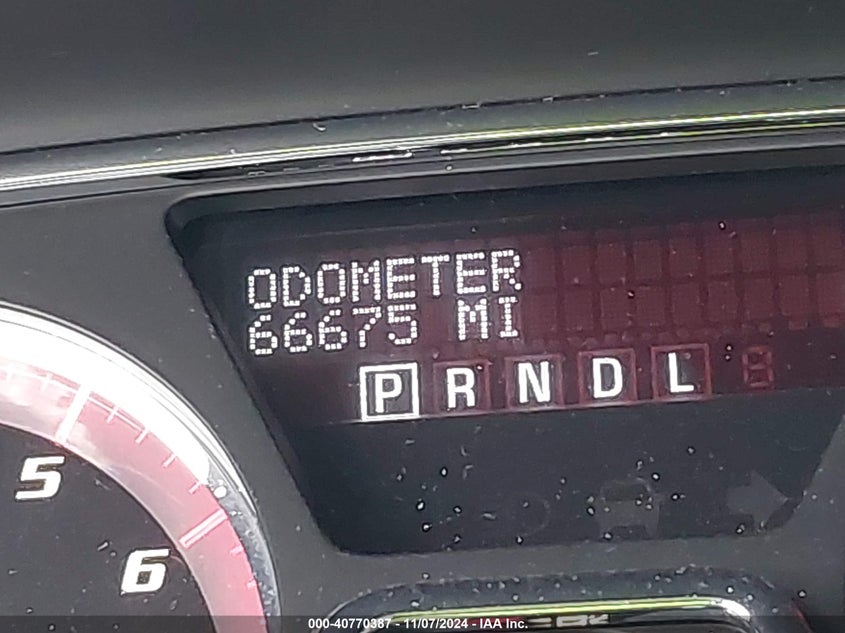 ODOMETER
66675 MI
P R N D L
5
6
000-40770387 - 11/07/2024 - IAA Inc.